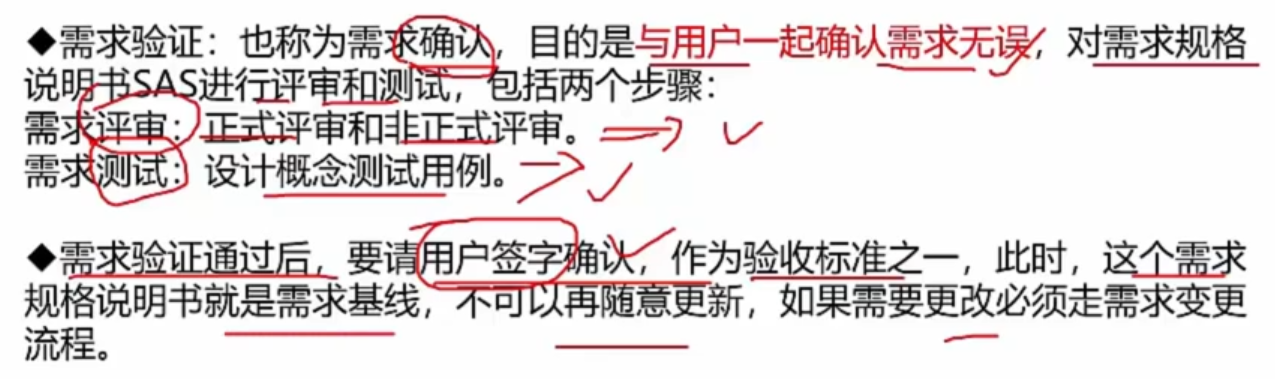 ◆需求验证：也称为需求确认，目的是与用户一起确认需求无误，对需求规格
说明书SAS进行评审和测试，包括两个步骤：
需求评审：正式评审和非正式评审。
需求测试：设计概念测试用例。
◆需求验证通过后，要请用户签字确认，作为验收标准之一，此时，这个需求
规格说明书就是需求基线，不可以再随意更新，如果需要更改必须走需求变更
流程。